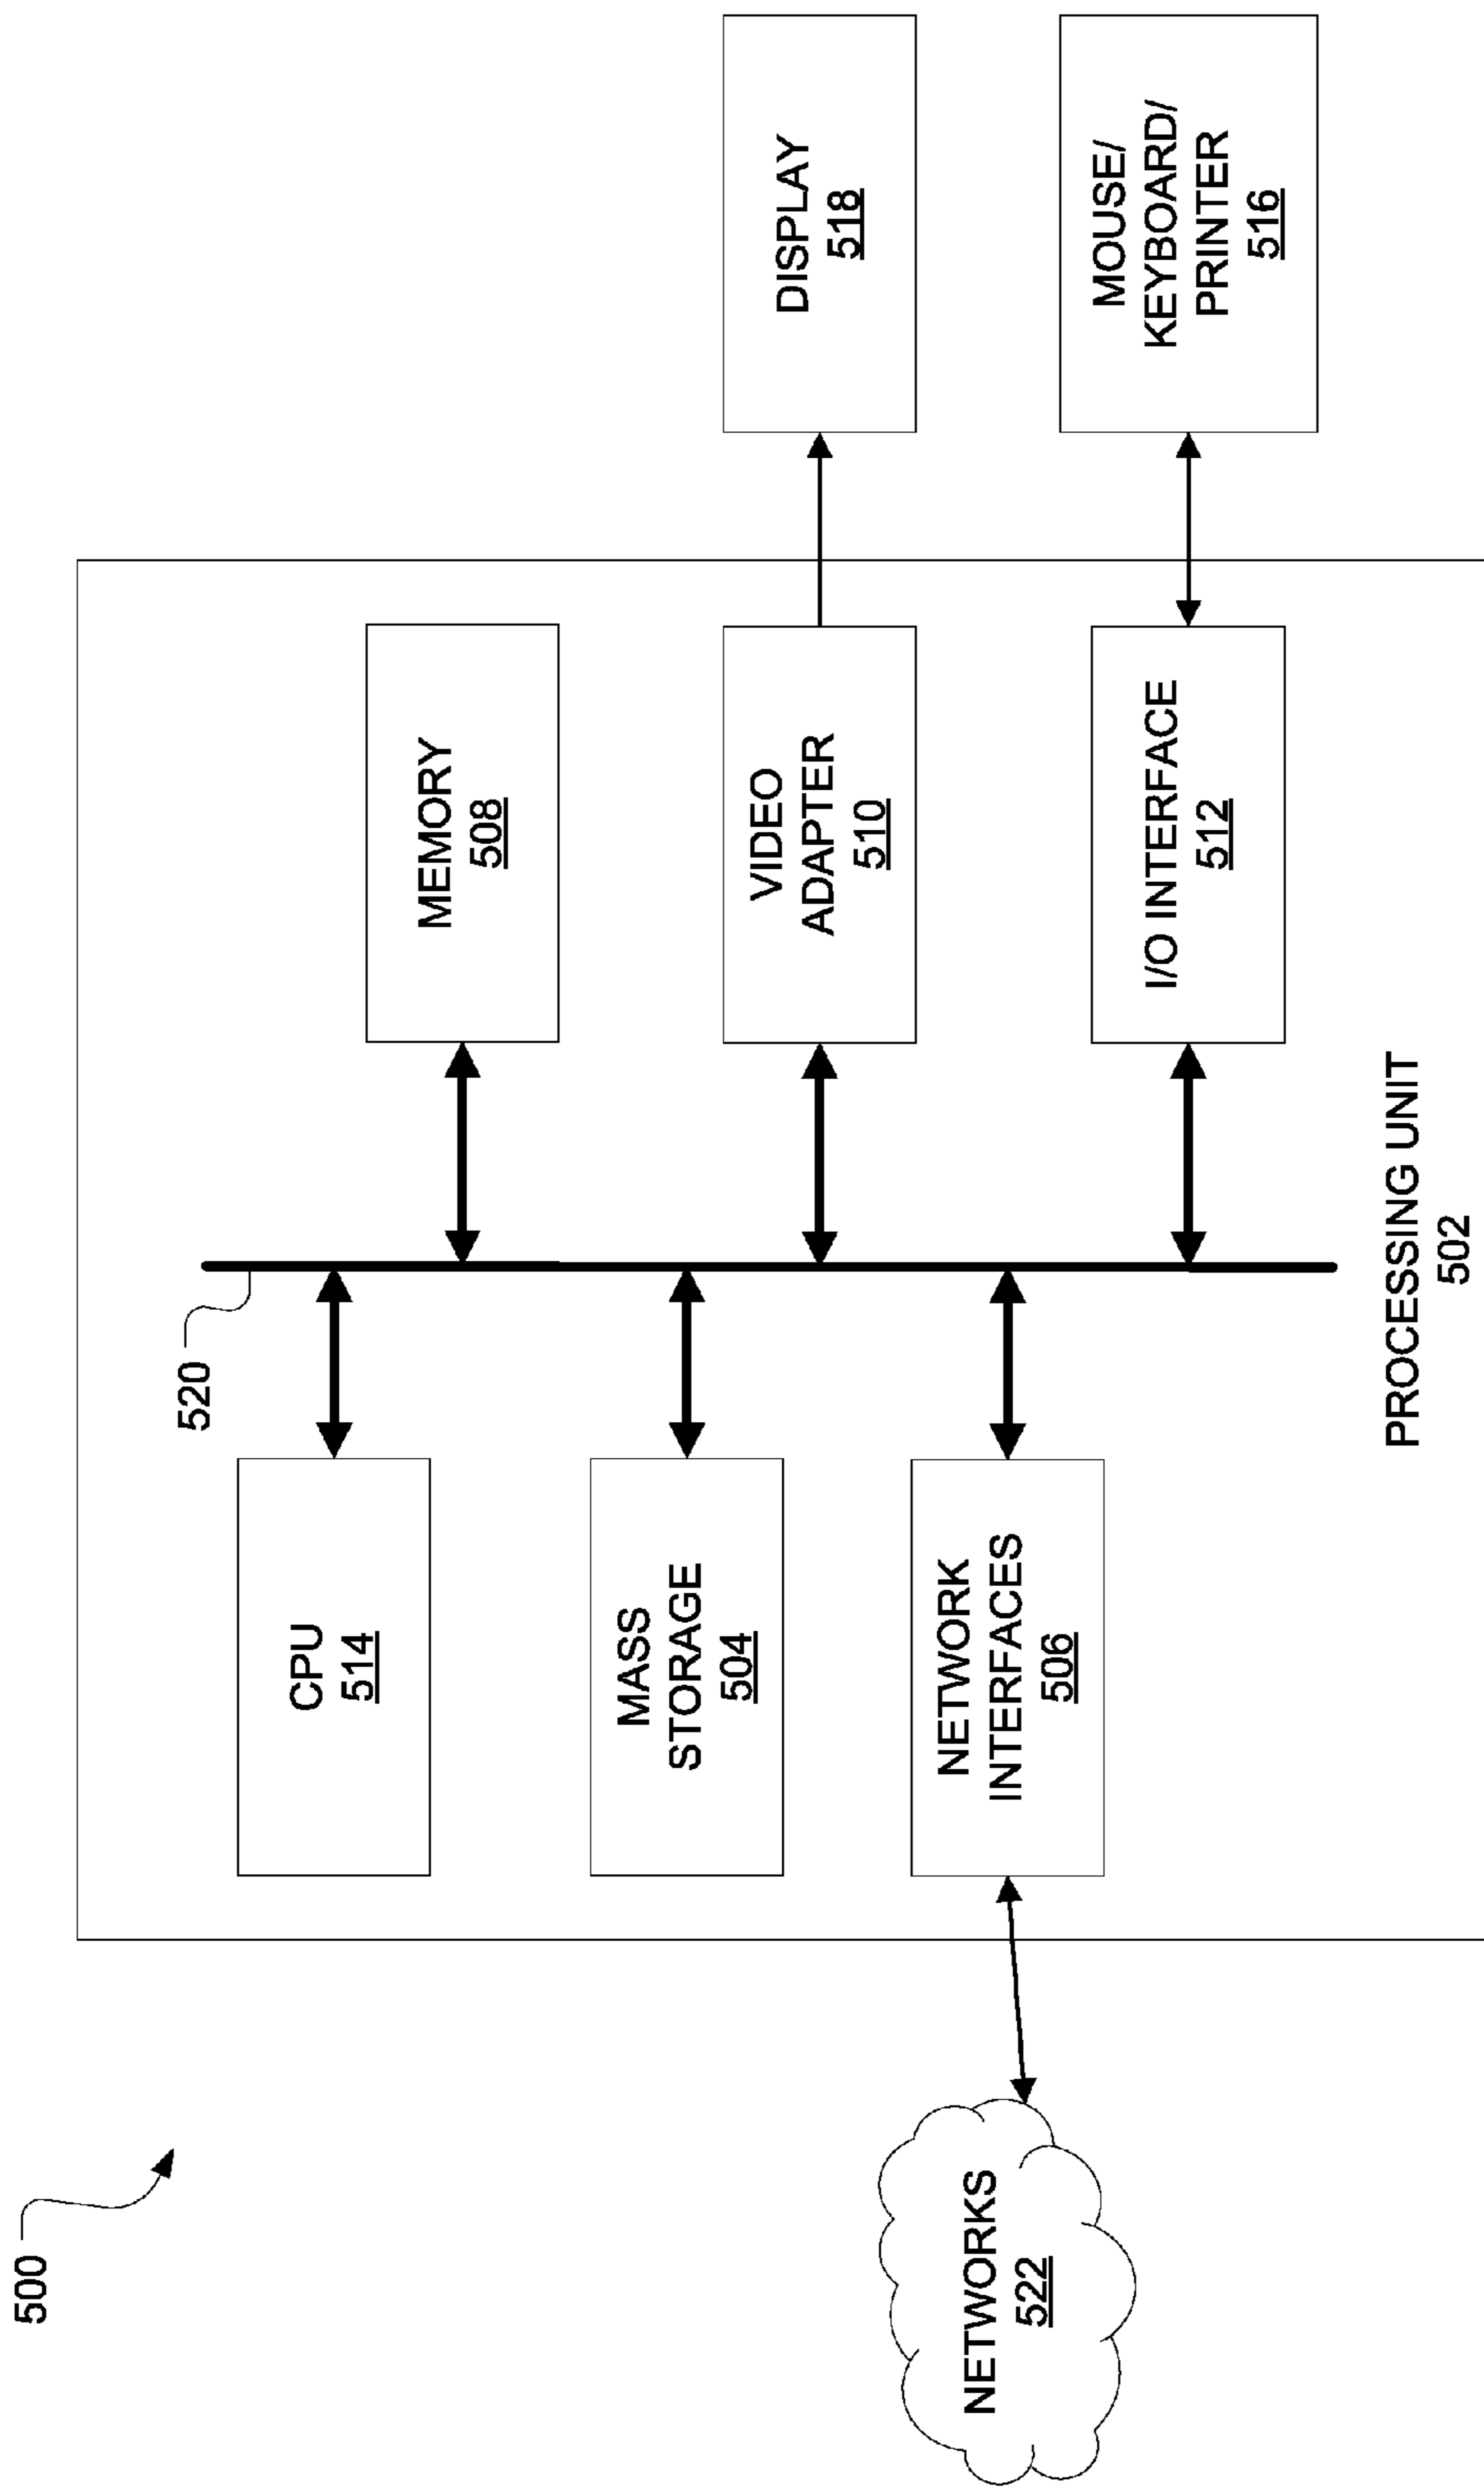 500
520
CPU
514
MEMORY
508
MASS
STORAGE
504
VIDEO
ADAPTER
510
DISPLAY
518
NETWORKS
522
NETWORK
INTERFACES
506
I/O INTERFACE
512
MOUSE/
KEYBOARD/
PRINTER
516
PROCESSING UNIT
502